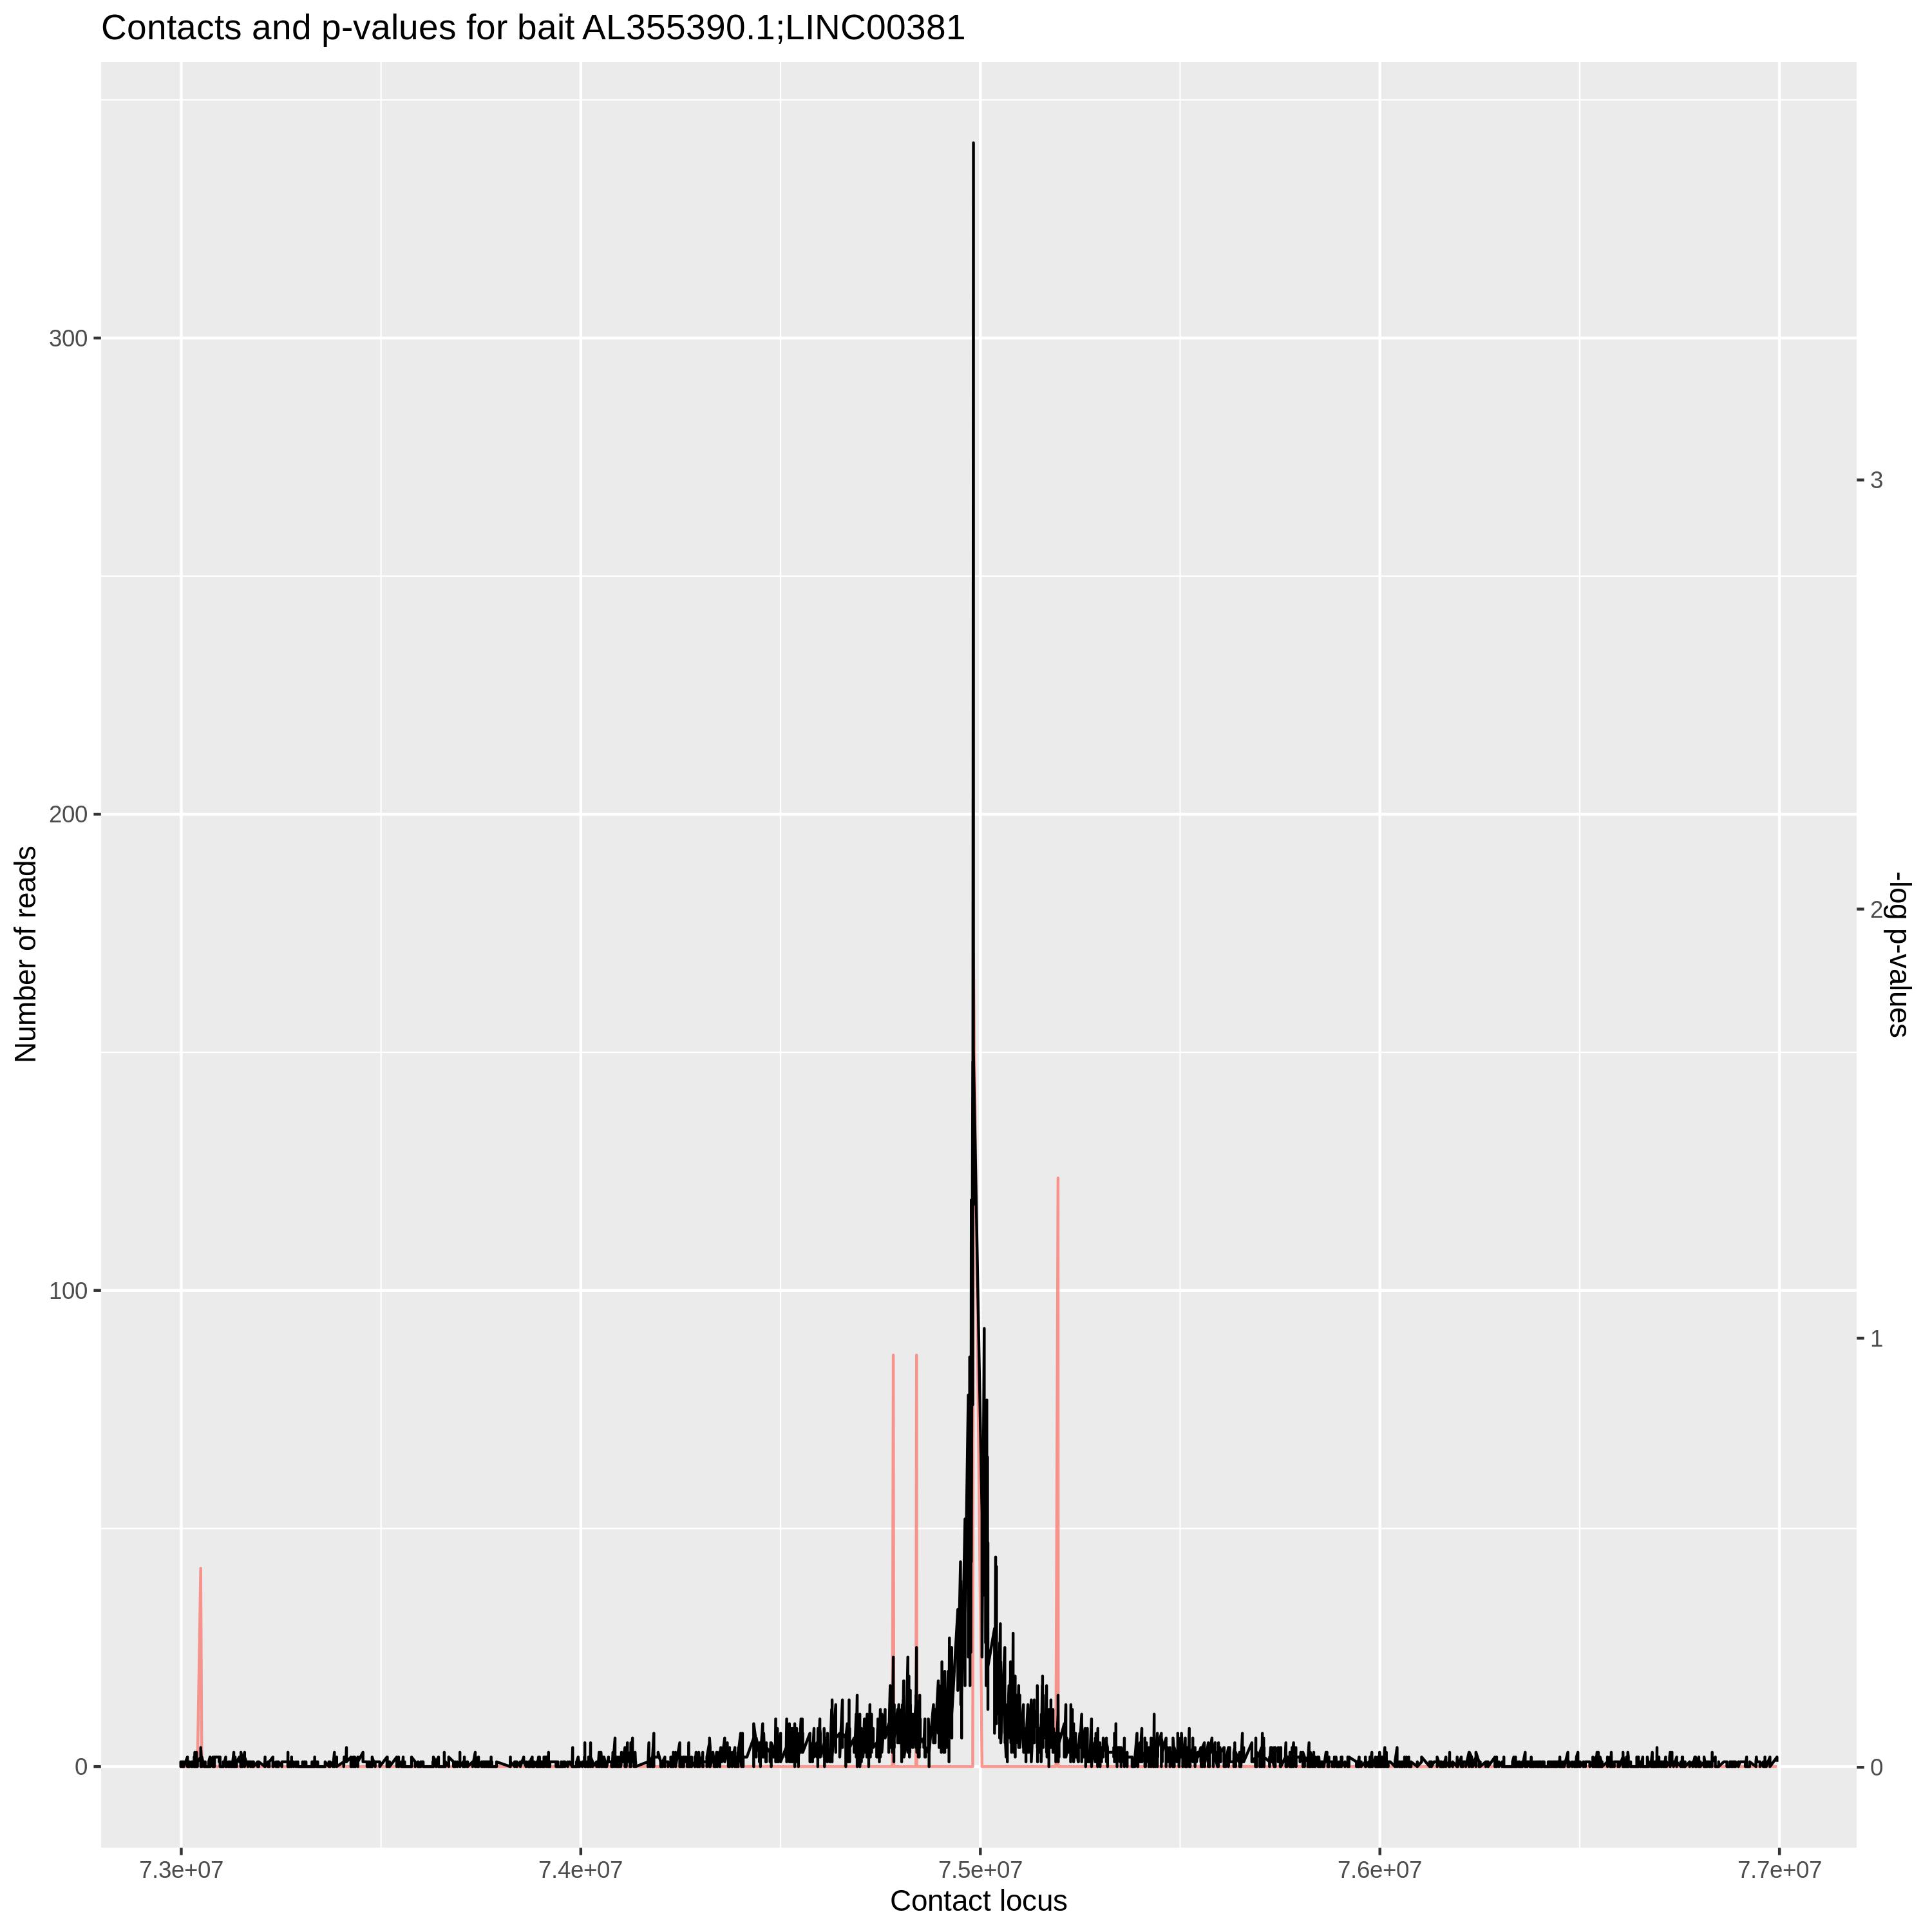 Contacts and p-values for bait AL355390.1;LINC00381
300
200
100
0
Number of reads
3
2
1
0
-log p-values
7.3e+07
7.4e+07
7.5e+07
7.6e+07
7.7e+07
Contact locus